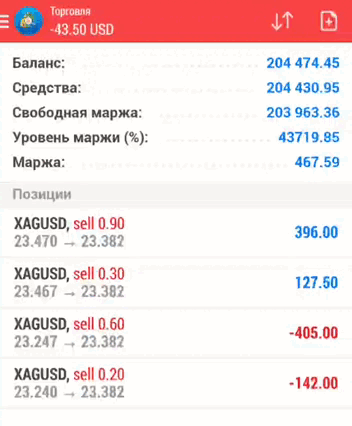 Торговля
-43.50 USD
Баланс: 204 474.45
Средства: 204 430.95
Свободная маржа: 203 963.36
Уровень маржи (%): 43719.85
Маржа: 467.59
Позиции
XAGUSD, sell 0.90
23.470 → 23.382 396.00
XAGUSD, sell 0.30
23.467 → 23.382 127.50
XAGUSD, sell 0.60
23.247 → 23.382 -405.00
XAGUSD, sell 0.20
23.240 → 23.382 -142.00